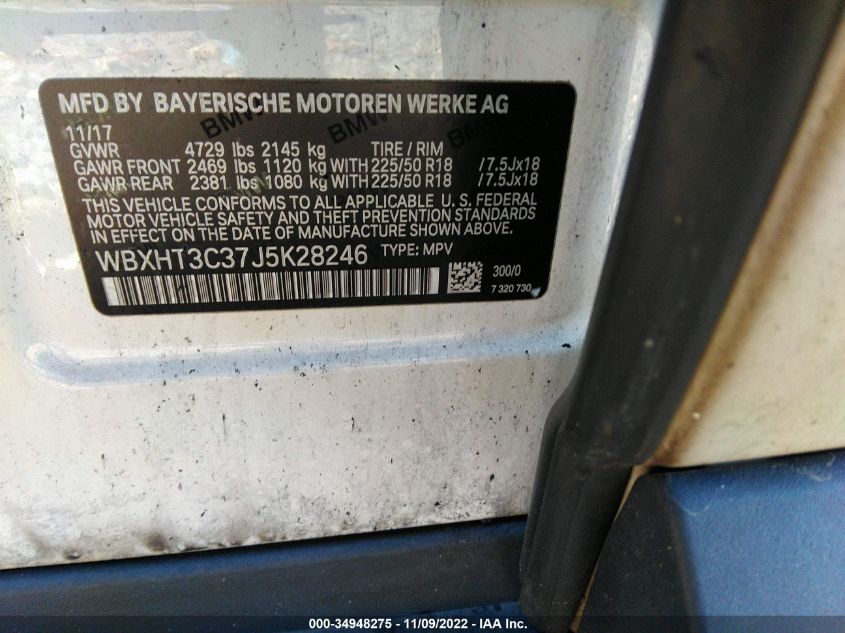 MFD BY BAYERISCHE MOTOREN WERKE AG
11/17
GVWR 4729 lbs 2145 kg TIRE / RIM
GAWR FRONT 2469 lbs 1120 kg WITH 225/50 R18 /7.5Jx18
GAWR REAR 2381 lbs 1080 kg WITH 225/50 R18 /7.5Jx18
THIS VEHICLE CONFORMS TO ALL APPLICABLE U. S. FEDERAL
MOTOR VEHICLE SAFETY AND THEFT PREVENTION STANDARDS
IN EFFECT ON THE DATE OF MANUFACTURE SHOWN ABOVE.
WBXHT3C37J5K28246 TYPE: MPV
300/0
7 320 730
BMW
BMW
BMW
BMW
000-34948275 - 11/09/2022 - IAA Inc.